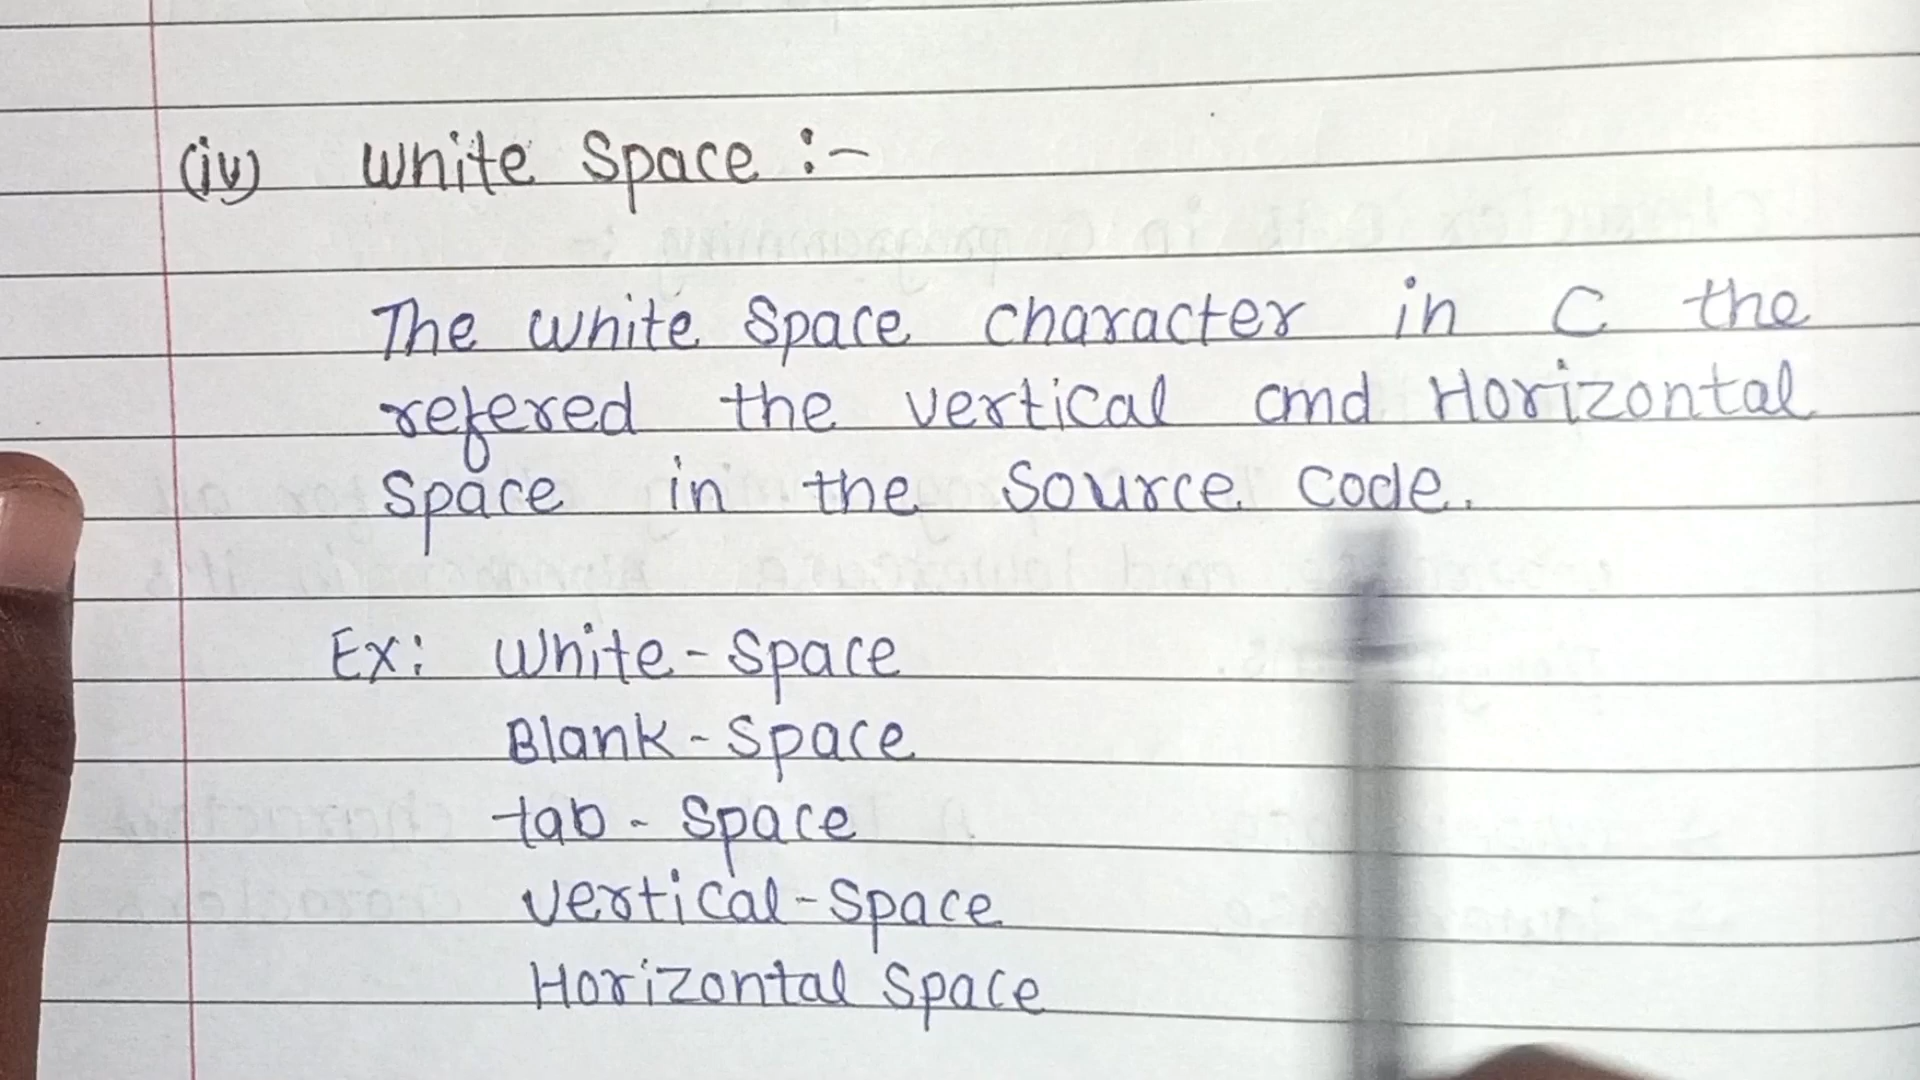 (iv) White Space :-
The white Space character in C the
refered the vertical and Horizontal
Space in the Source code.
Ex: White-Space
Blank-Space
tab-Space
Vertical-Space
Horizontal Space